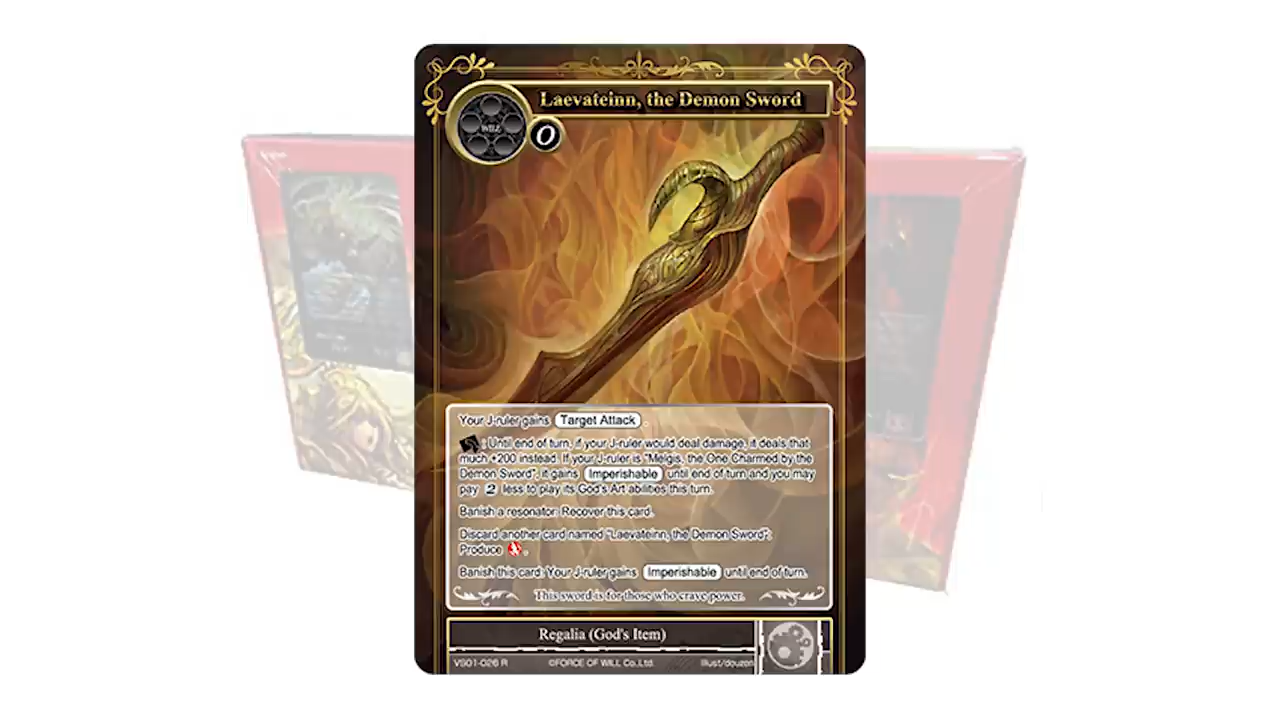 Laevateinn, the Demon Sword
WILL
0
Your J-ruler gains Target Attack .
: Until end of turn, if your J-ruler would deal damage, it deals that
much +200 instead. If your J-ruler is "Melgis, the One Charmed by the
Demon Sword", it gains Imperishable until end of turn and you may
pay 2 less to play its God's Art abilities this turn.
Banish a resonator: Recover this card.
Discard another card named "Laevateinn, the Demon Sword":
Produce .
Banish this card: Your J-ruler gains Imperishable until end of turn.
This sword is for those who crave power.
Regalia (God's Item)
VS01-026 R ©FORCE OF WILL Co.,Ltd. Illust/douzen